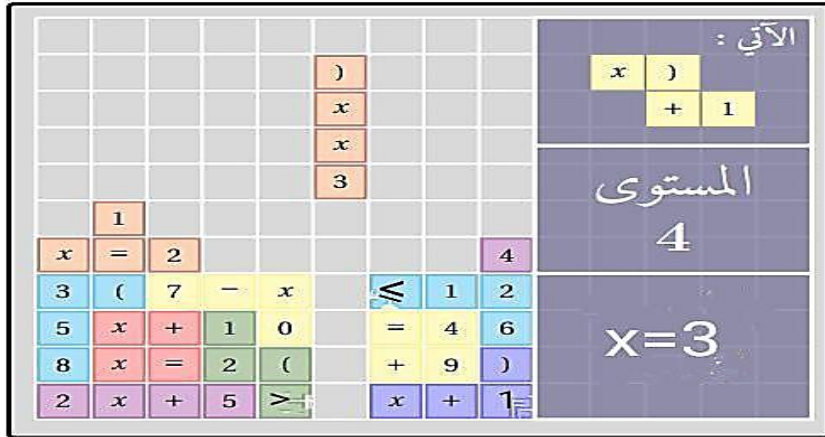 الآتي :
x )
+ 1
المستوى
4
x=3
)
x
x
3
1
x = 2 4
3 ( 7 − x ≤ 1 2
5 x + 1 0 = 4 6
8 x = 2 ( + 9 )
2 x + 5 > x +